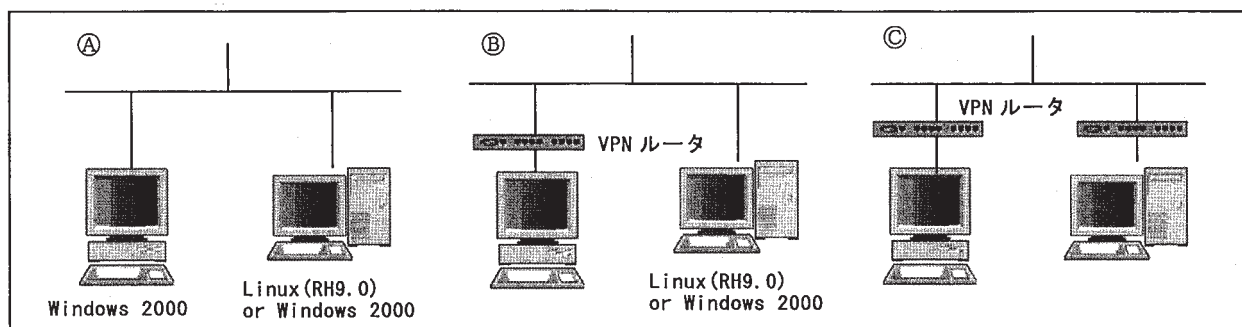 Ⓐ
Windows 2000
Linux(RH9.0)
or Windows 2000
Ⓑ
VPN ルータ
Linux(RH9.0)
or Windows 2000
Ⓒ
VPN ルータ